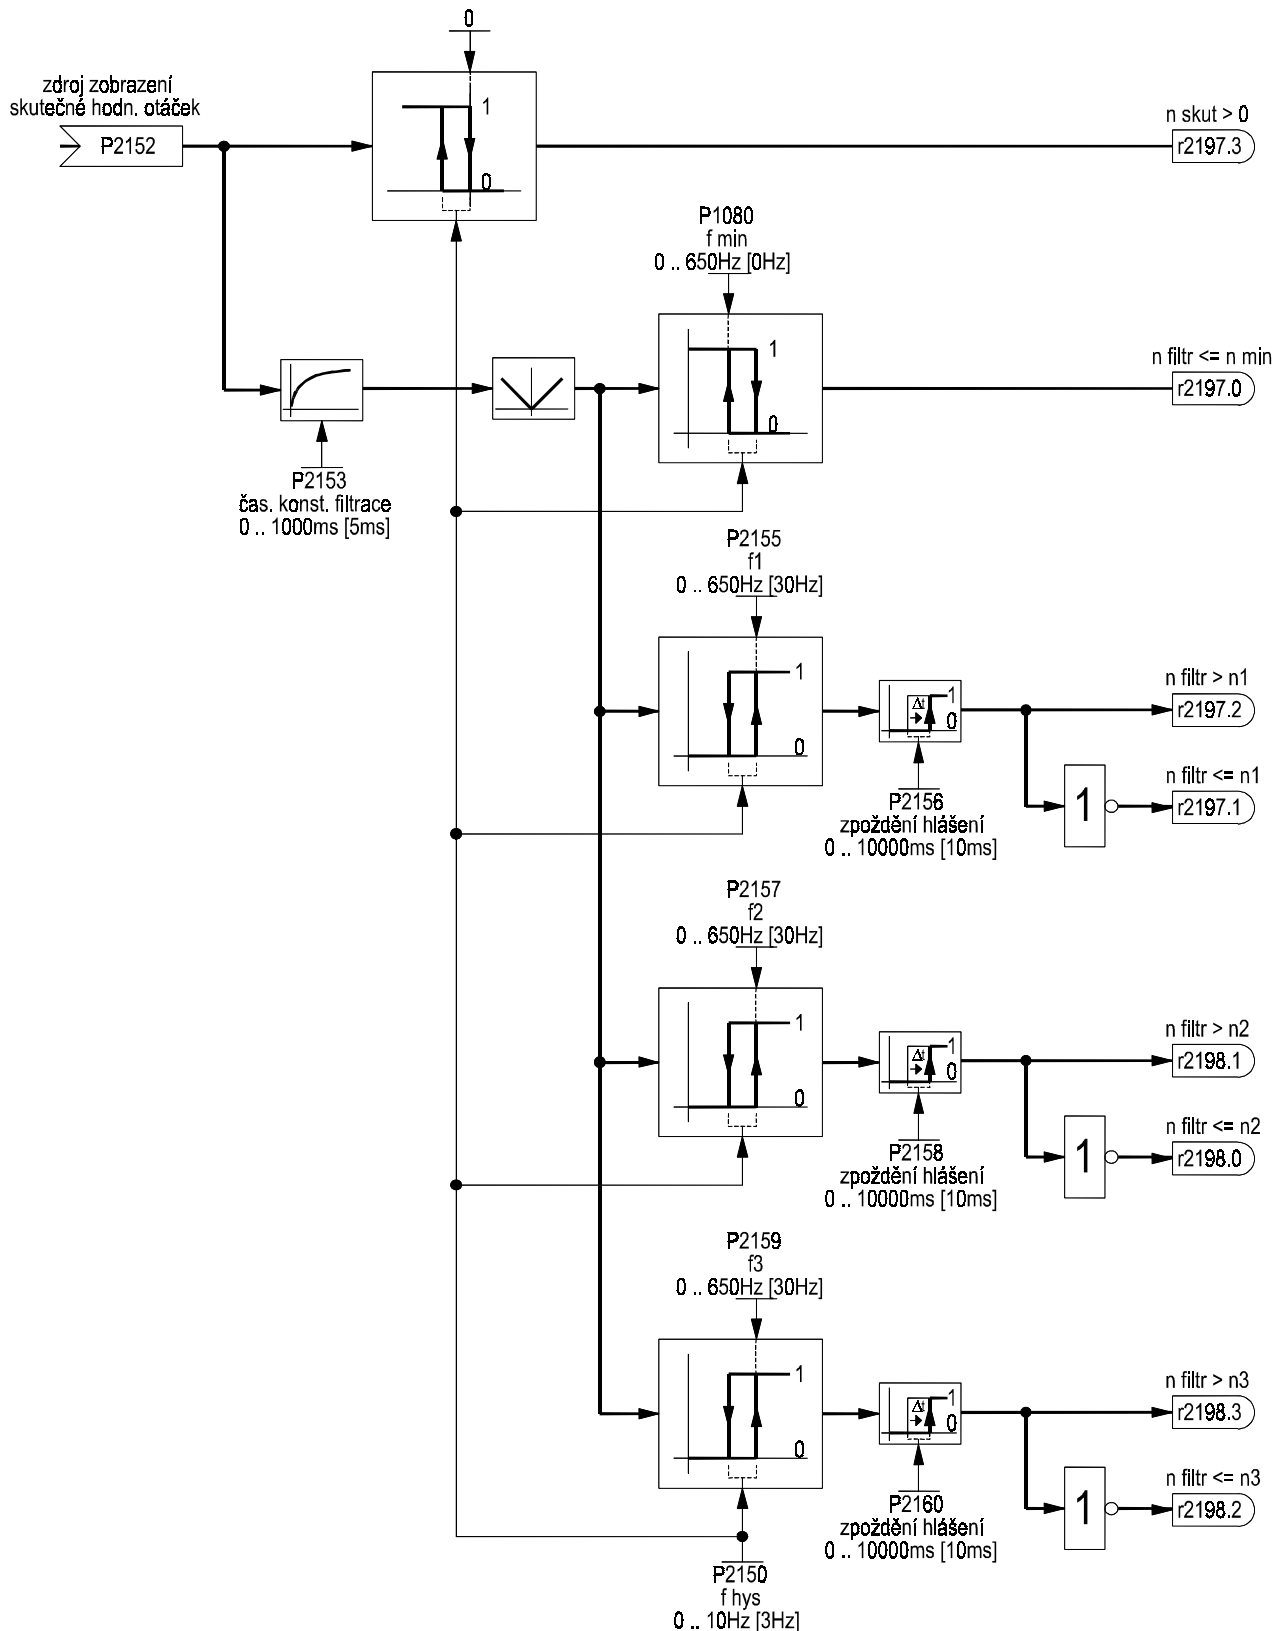 0
zdroj zobrazení
skutečné hodn. otáček
P2152
1
0
n skut > 0
r2197.3
P1080
f min
0 .. 650Hz [0Hz]
1
0
n filtr <= n min
r2197.0
P2153
čas. konst. filtrace
0 .. 1000ms [5ms]
P2155
f1
0 .. 650Hz [30Hz]
1
0
Δt
1
0
P2156
zpoždění hlášení
0 .. 10000ms [10ms]
n filtr > n1
r2197.2
1
n filtr <= n1
r2197.1
P2157
f2
0 .. 650Hz [30Hz]
1
0
Δt
1
0
P2158
zpoždění hlášení
0 .. 10000ms [10ms]
n filtr > n2
r2198.1
1
n filtr <= n2
r2198.0
P2159
f3
0 .. 650Hz [30Hz]
1
0
Δt
1
0
P2160
zpoždění hlášení
0 .. 10000ms [10ms]
n filtr > n3
r2198.3
1
n filtr <= n3
r2198.2
P2150
f hys
0 .. 10Hz [3Hz]